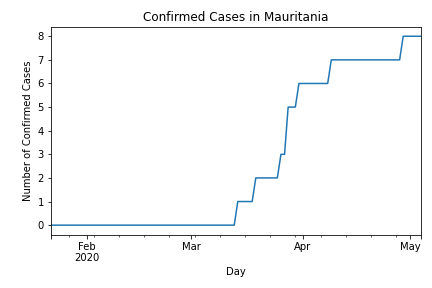 Confirmed Cases in Mauritania
8
7
6
5
4
3
2
1
0
Number of Confirmed Cases
Feb
2020
Mar
Apr
May
Day